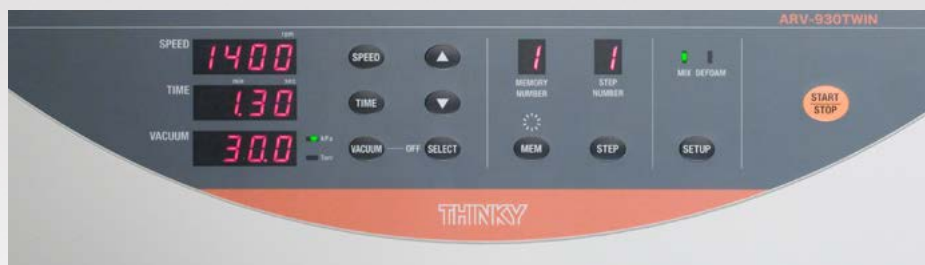 ARV-930TWIN
SPEED
rpm
1400
SPEED
▲
TIME
min
sec
1.30
TIME
▼
VACUUM
30.0
kPa
Torr
VACUUM
OFF
SELECT
1
MEMORY
NUMBER
MEM
1
STEP
NUMBER
STEP
MIX DEFOAM
SETUP
START
STOP
THINKY